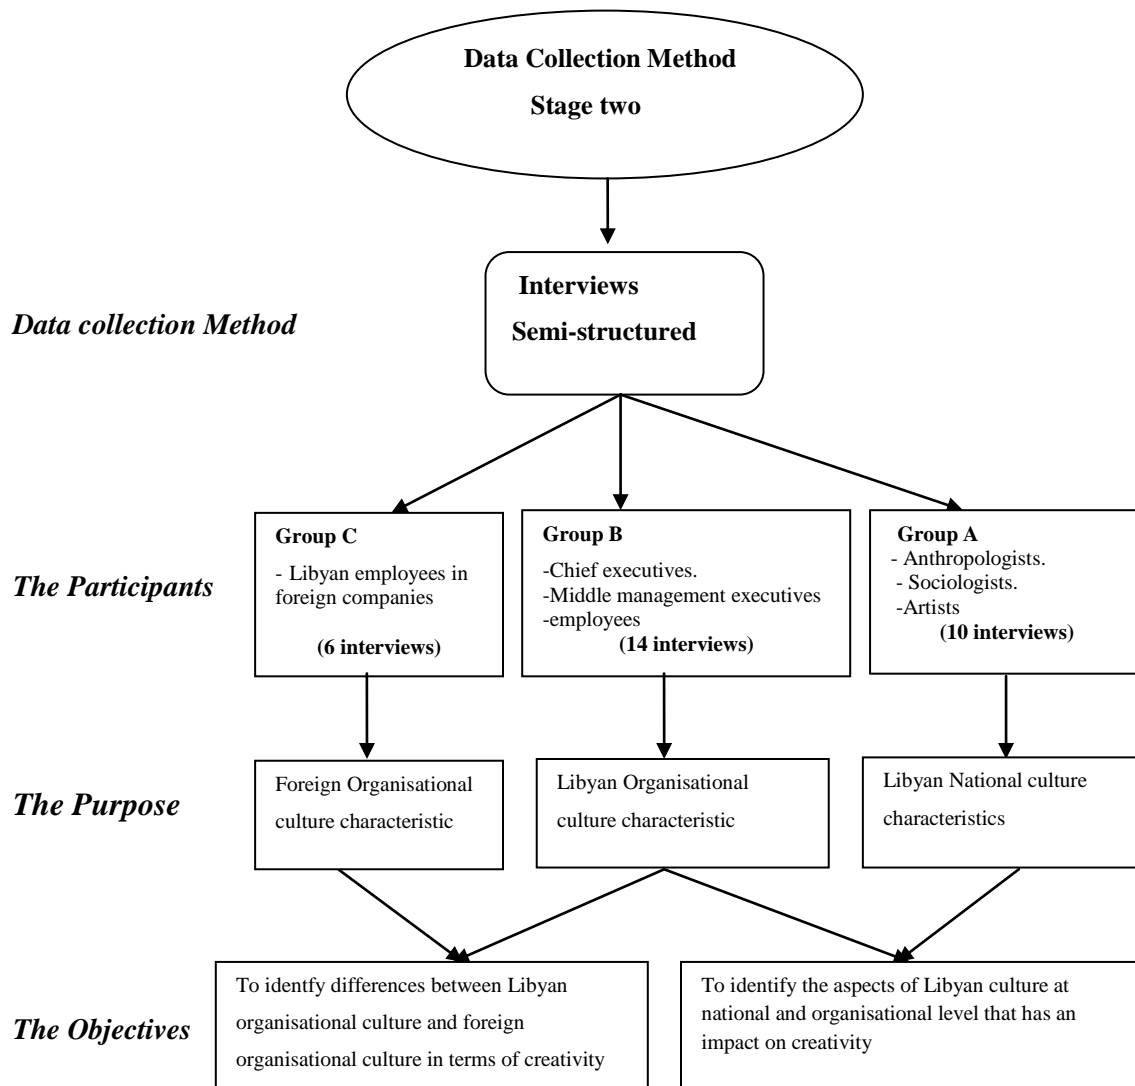 Data Collection Method
Stage two
Data collection Method
Interviews
Semi-structured
The Participants
Group C
- Libyan employees in
foreign companies
(6 interviews)
Group B
-Chief executives.
-Middle management executives
-employees
(14 interviews)
Group A
- Anthropologists.
- Sociologists.
-Artists
(10 interviews)
The Purpose
Foreign Organisational
culture characteristic
Libyan Organisational
culture characteristic
Libyan National culture
characteristics
The Objectives
To identfy differences between Libyan
organisational culture and foreign
organisational culture in terms of creativity
To identify the aspects of Libyan culture at
national and organisational level that has an
impact on creativity